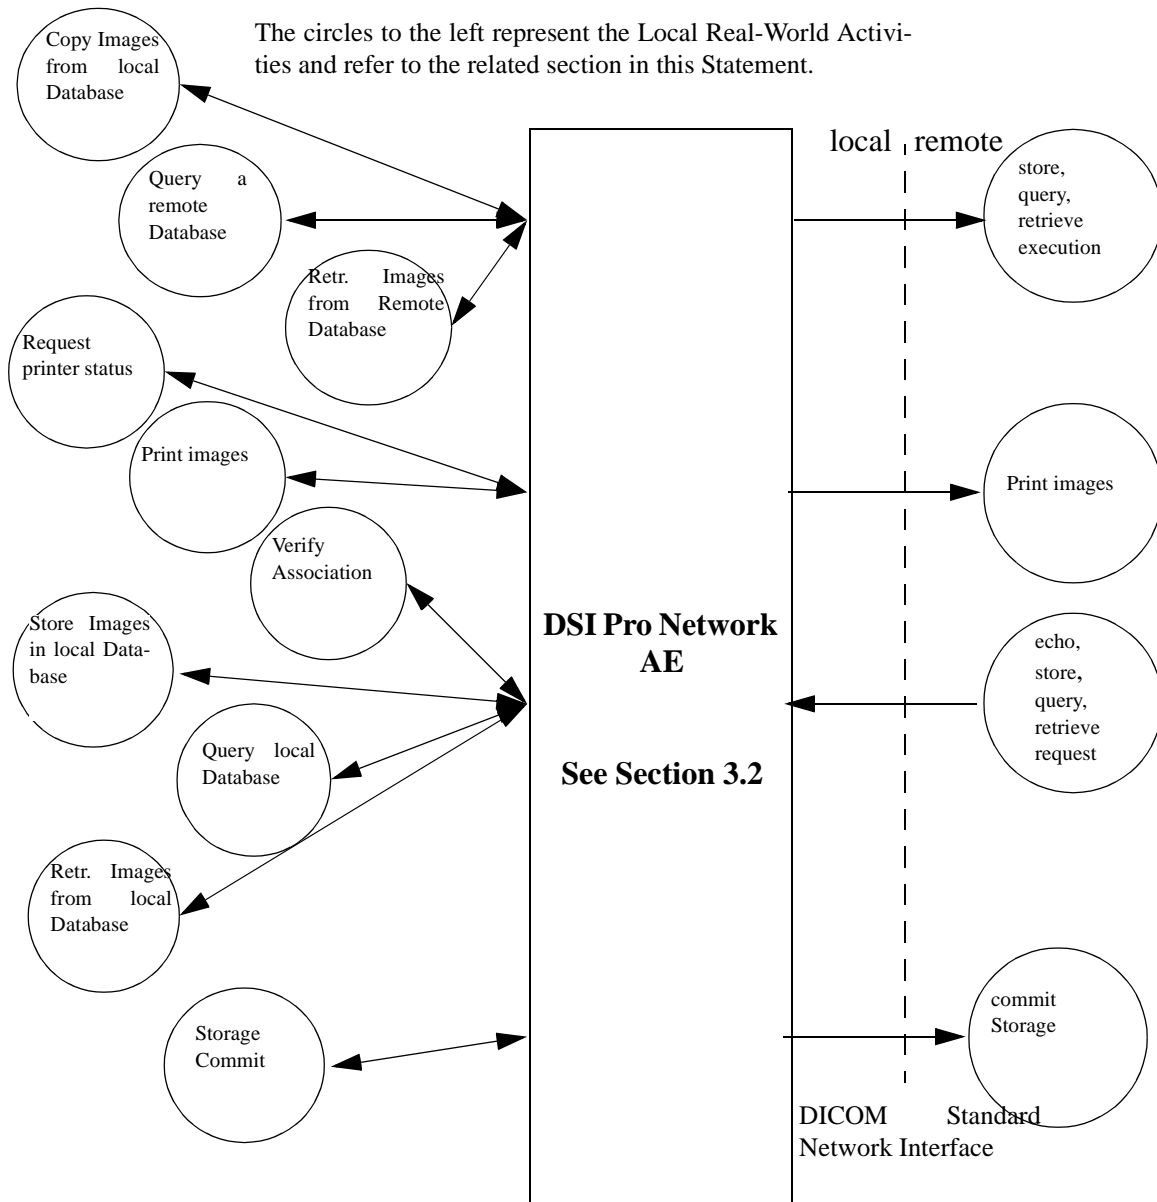 The circles to the left represent the Local Real-World Activi-
ties and refer to the related section in this Statement.
Copy Images
from local
Database
Query a
remote
Database
Retr. Images
from Remote
Database
Request
printer status
Print images
Verify
Association
Store Images
in local Data-
base
Query local
Database
Retr. Images
from local
Database
Storage
Commit
DSI Pro Network
AE
See Section 3.2
local remote
store,
query,
retrieve
execution
Print images
echo,
store,
query,
retrieve
request
commit
Storage
DICOM Standard
Network Interface